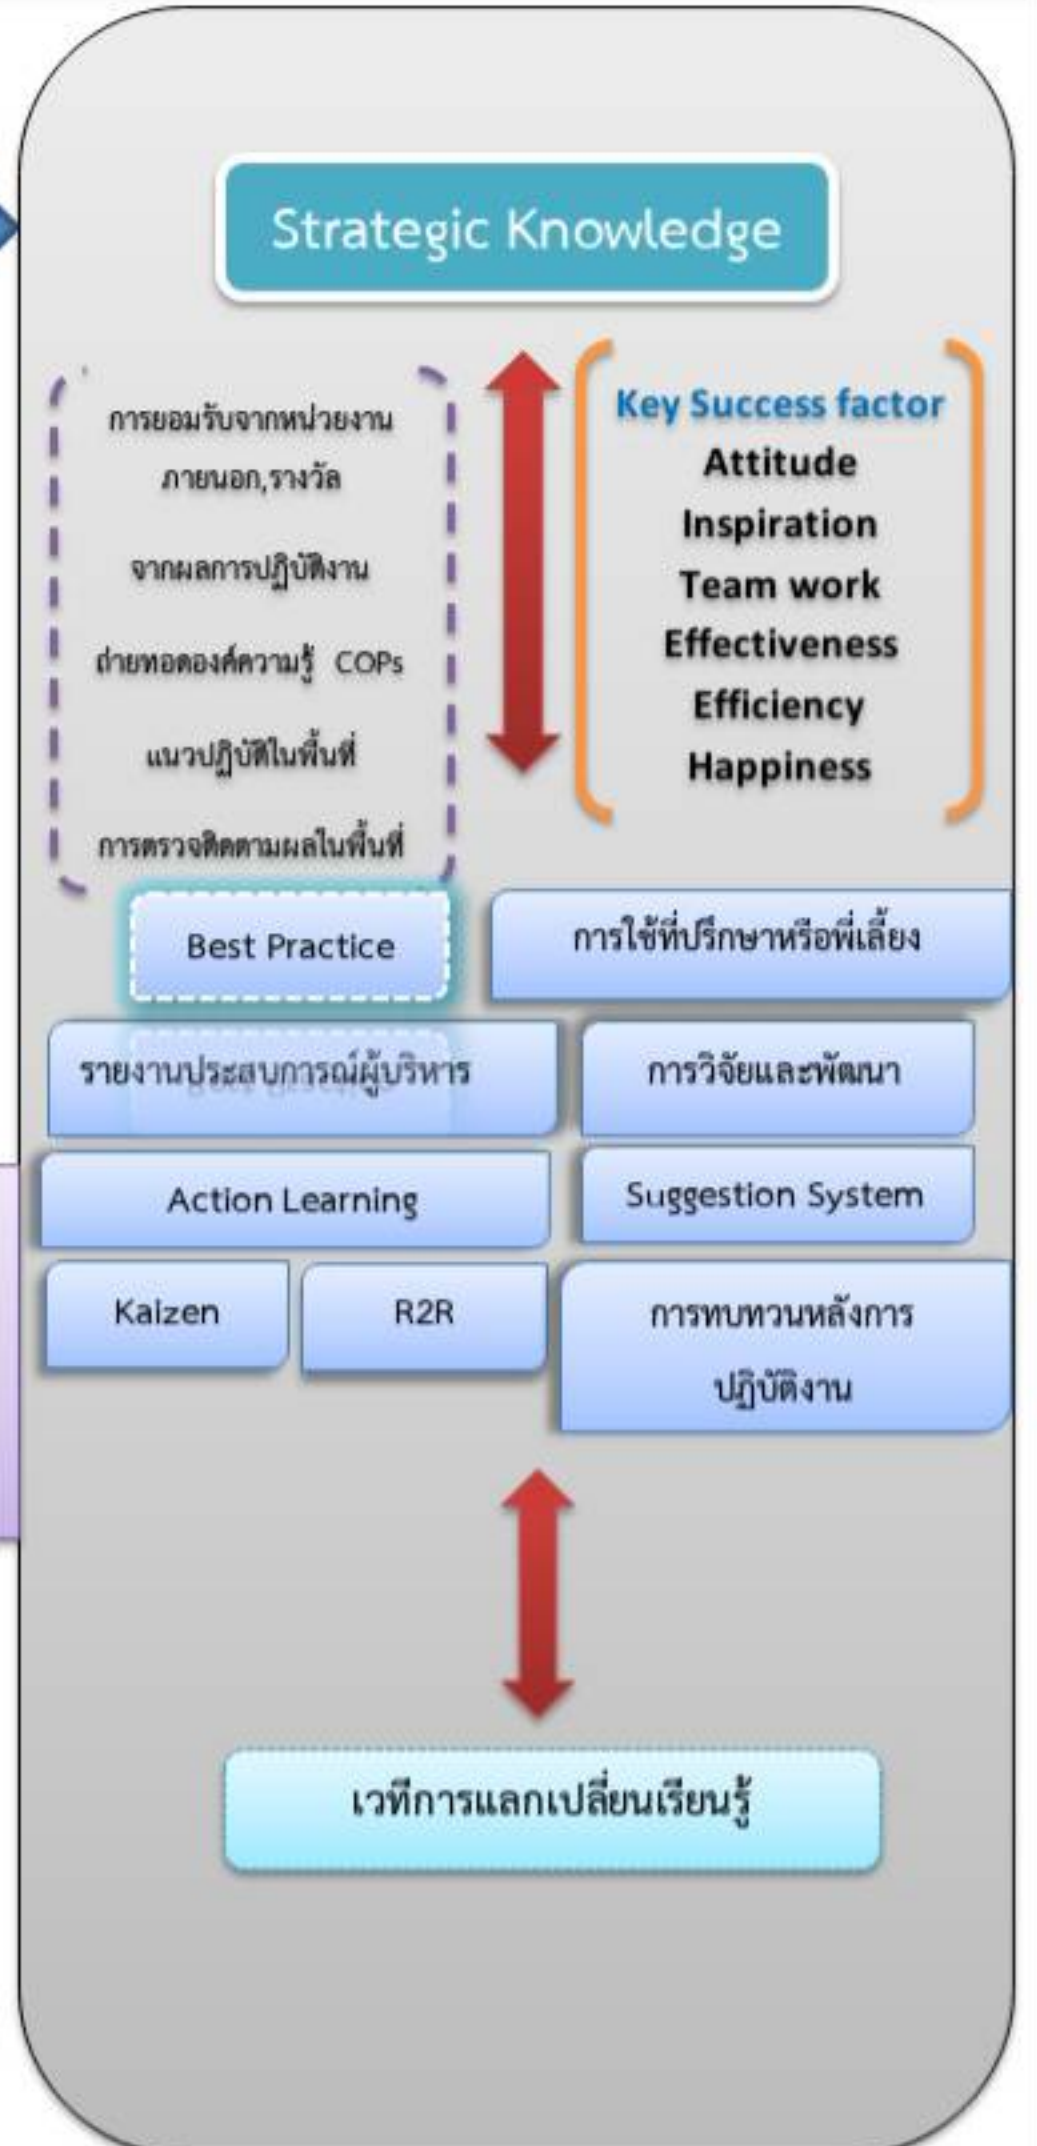 Strategic Knowledge
การยอมรับจากหน่วยงาน
ภายนอก,รางวัล
จากผลการปฏิบัติงาน
ถ่ายทอดองค์ความรู้ COPs
แนวปฏิบัติในพื้นที่
การตรวจติดตามผลในพื้นที่
Key Success factor
Attitude
Inspiration
Team work
Effectiveness
Efficiency
Happiness
Best Practice
การใช้ที่ปรึกษาหรือพี่เลี้ยง
รายงานประสบการณ์ผู้บริหาร
การวิจัยและพัฒนา
Action Learning
Suggestion System
Kaizen
R2R
การทบทวนหลังการ
ปฏิบัติงาน
เวทีการแลกเปลี่ยนเรียนรู้